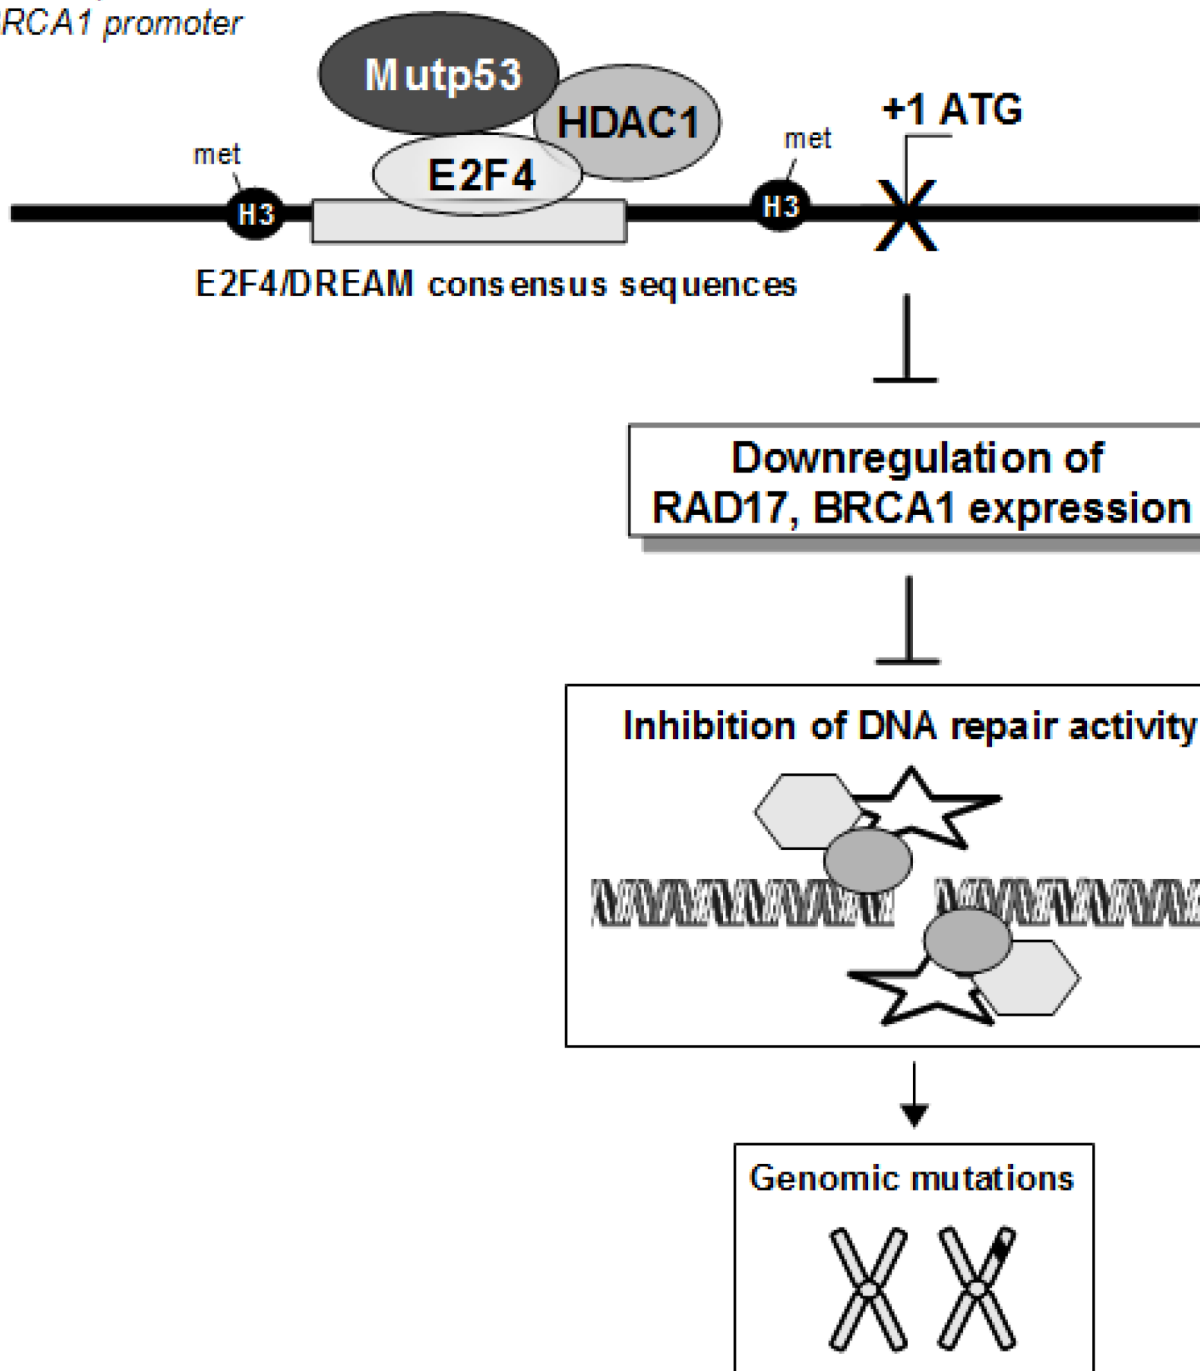 BRCA1 promoter
Mutp53
HDAC1
+1 ATG
met
met
E2F4
H3
H3
E2F4/DREAM consensus sequences
Downregulation of
RAD17, BRCA1 expression
Inhibition of DNA repair activity
Genomic mutations